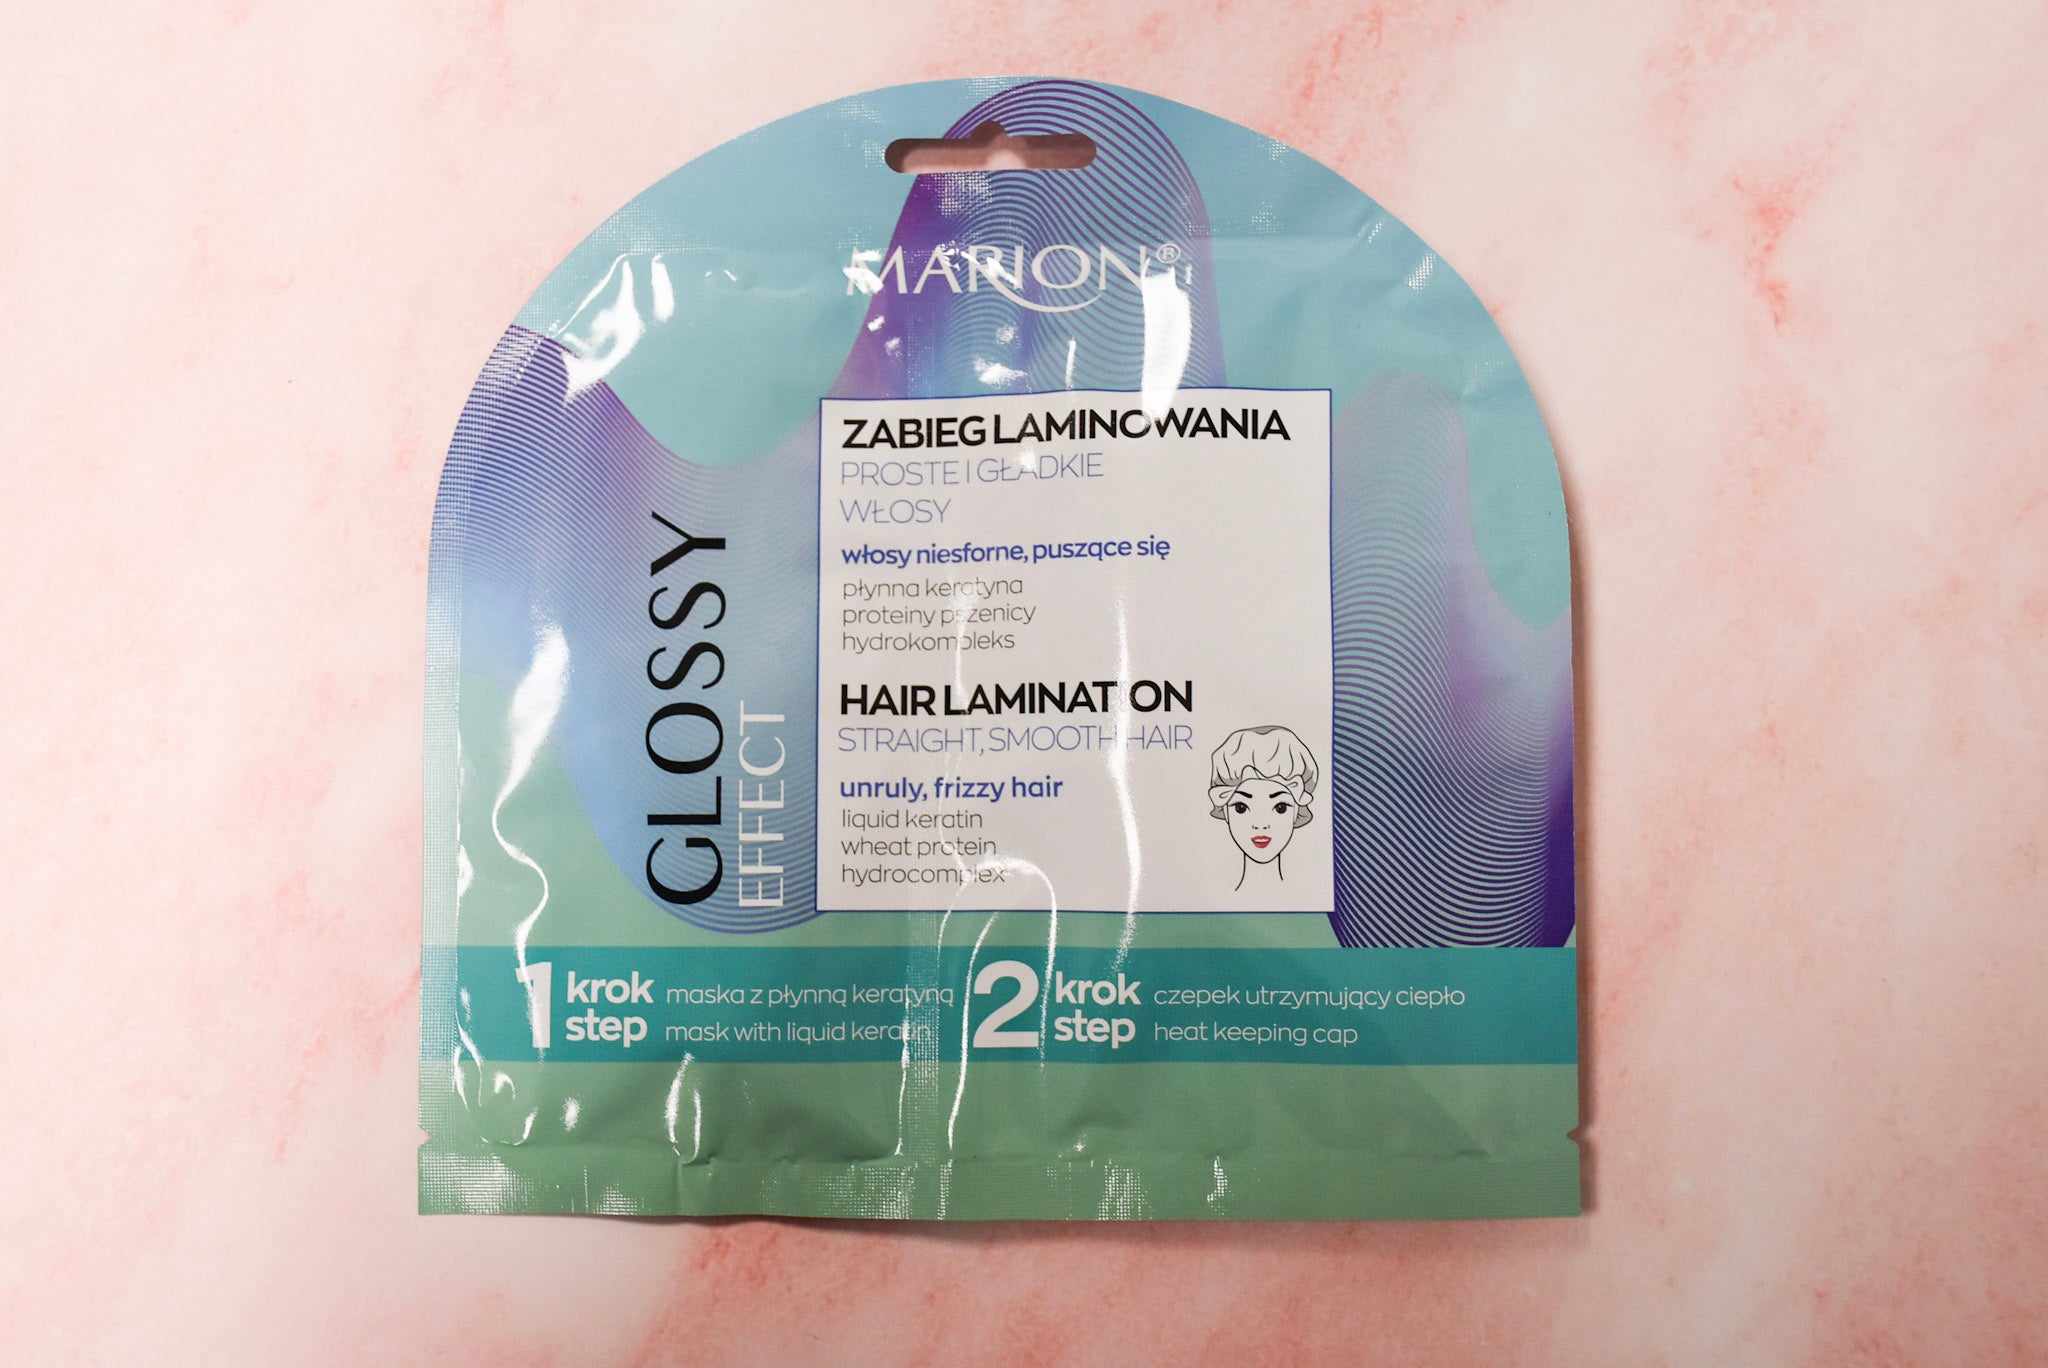 MARION®
GLOSSY
EFFECT
ZABIEG LAMINOWANIA
PROSTE I GŁADKIE
WŁOSY
włosy niesforne, puszące się
płynna keratyna
proteiny pszenicy
hydrokompleks
HAIR LAMINATION
STRAIGHT, SMOOTH HAIR
unruly, frizzy hair
liquid keratin
wheat protein
hydrocomplex
1 krok maska z płynną keratyną
step mask with liquid keratin
2 krok czepek utrzymujący ciepło
step heat keeping cap